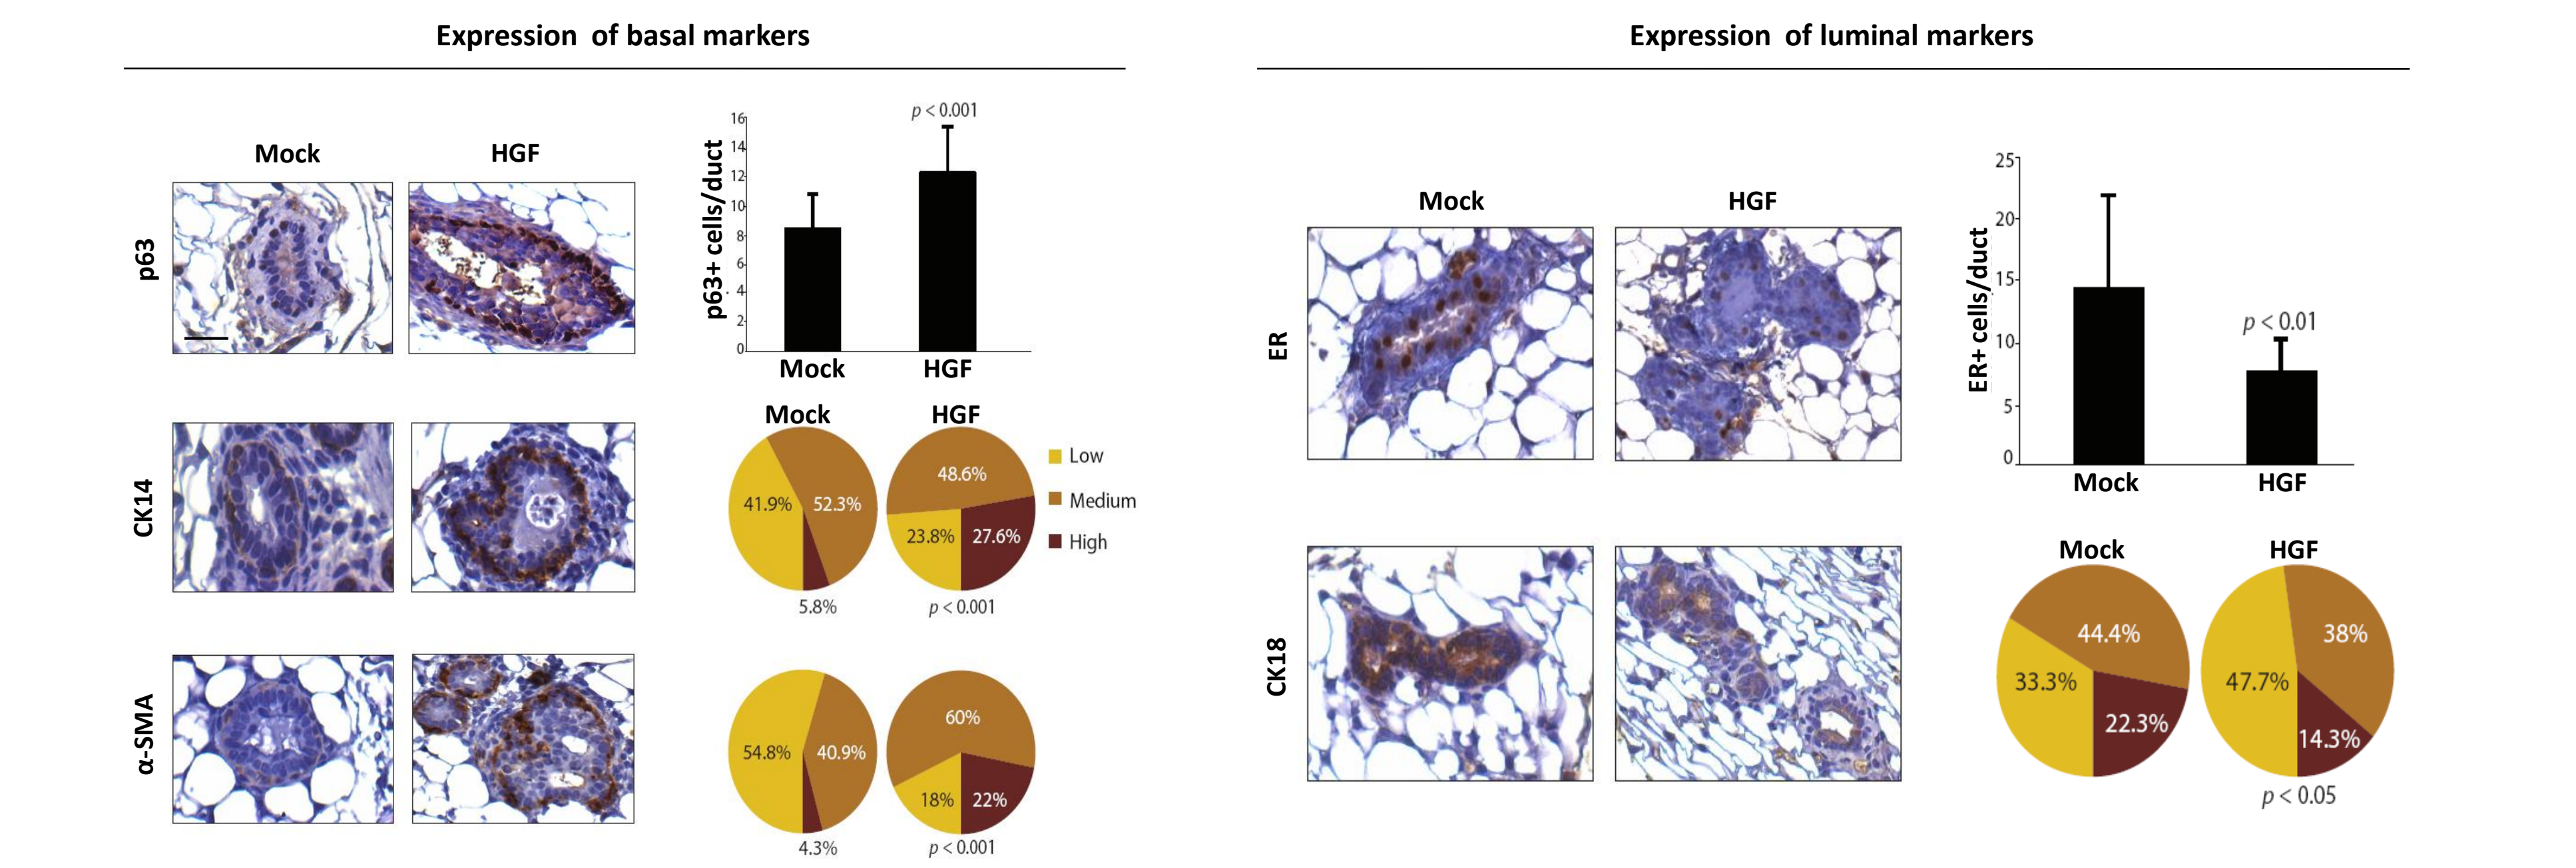 Expression of basal markers
Mock HGF
p63
p63+ cells/duct
16
14
12
10
8
6
4
2
0
p < 0.001
Mock HGF
CK14
Mock HGF
41.9% 52.3%
5.8%
48.6%
23.8% 27.6%
p < 0.001
Low
Medium
High
α-SMA
54.8% 40.9%
4.3%
60%
18% 22%
p < 0.001
Expression of luminal markers
Mock HGF
ER
ER+ cells/duct
25
20
15
10
5
0
p < 0.01
Mock HGF
CK18
Mock HGF
44.4%
33.3%
22.3%
38%
47.7%
14.3%
p < 0.05